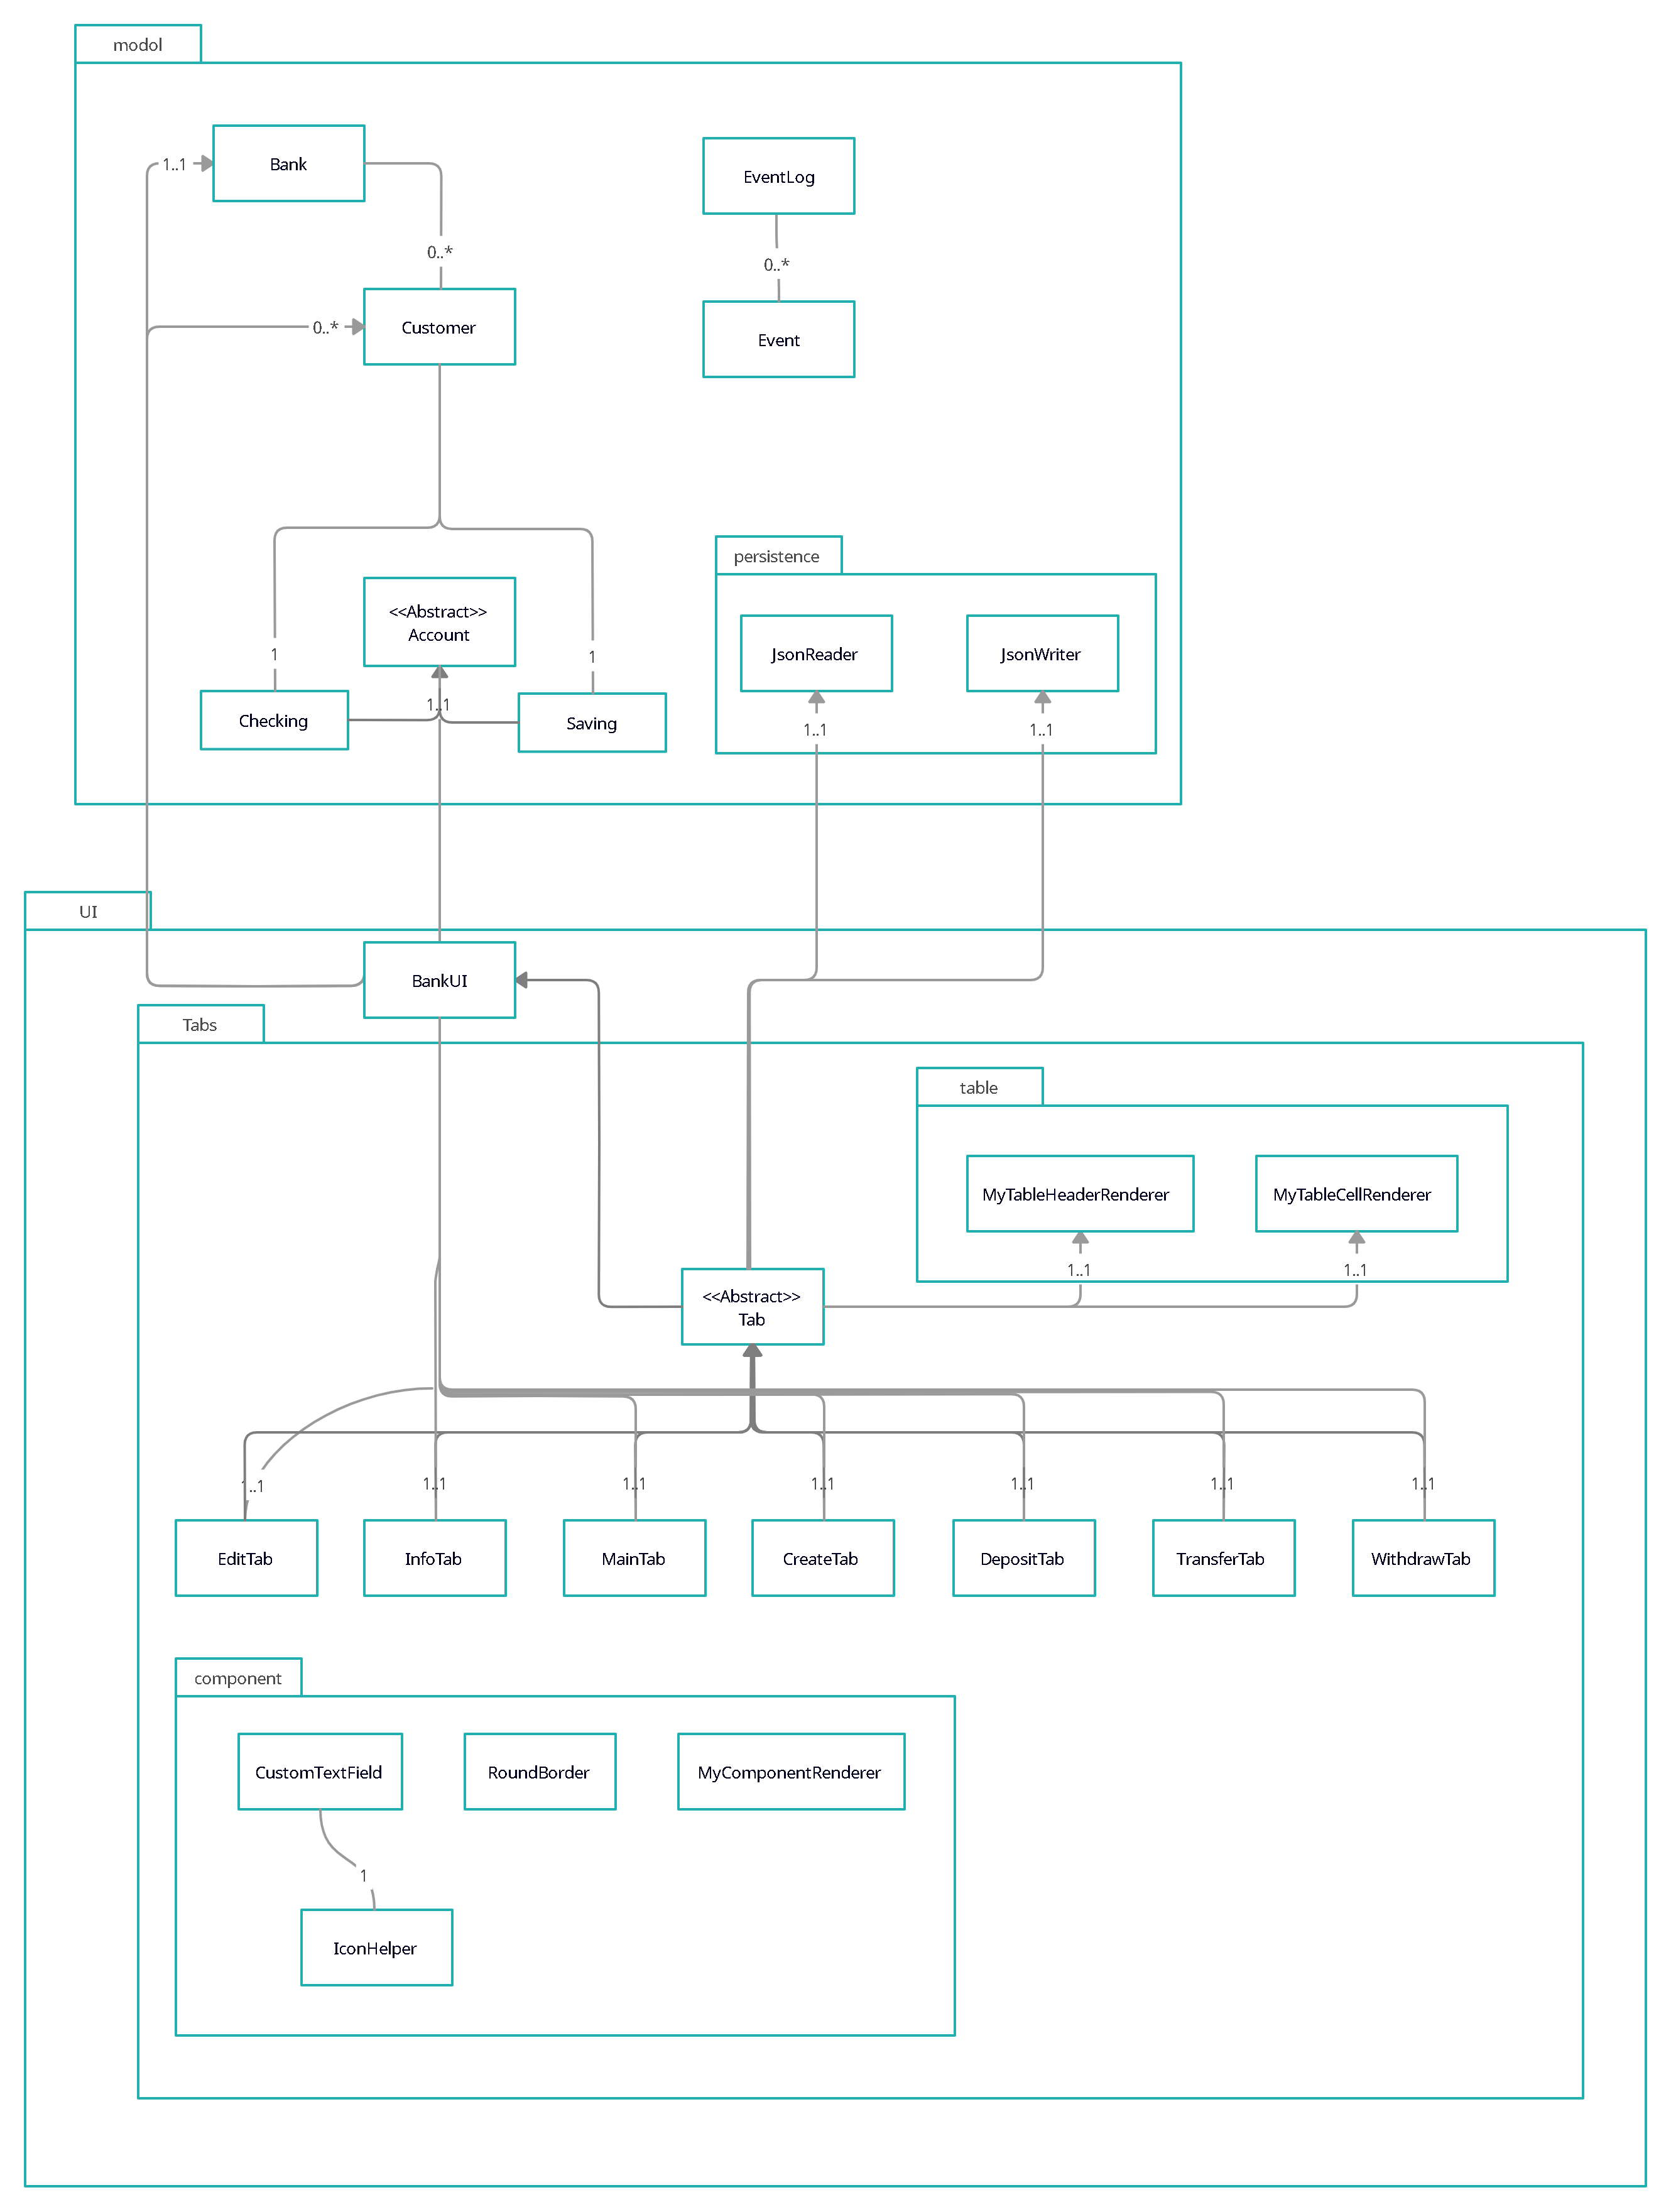 modol
Bank
1..1
EventLog
0..*
0..*
Customer
0..*
Event
persistence
<<Abstract>>
Account
JsonReader
JsonWriter
1
1
1..1
Checking
Saving
1..1
1..1
UI
BankUI
Tabs
table
MyTableHeaderRenderer
MyTableCellRenderer
1..1
1..1
<<Abstract>>
Tab
1..1
1..1
1..1
1..1
1..1
1..1
1..1
EditTab
InfoTab
MainTab
CreateTab
DepositTab
TransferTab
WithdrawTab
component
CustomTextField
RoundBorder
MyComponentRenderer
1
IconHelper